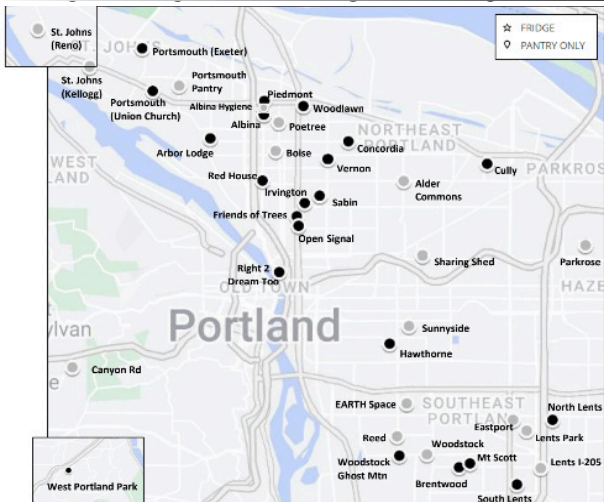 FRIDGE
PANTRY ONLY
St. Johns
(Reno)
T. JOHNS
Portsmouth (Exeter)
St. Johns
(Kellogg)
Portsmouth
Pantry
Portsmouth
(Union Church)
Piedmont
Albina Hygiene
Woodlawn
Albina
Poetree
NORTHEAST
PORTLAND
Arbor Lodge
Boise
Concordia
Vernon
WEST
LAND
Cully
PARKROS
Red House
Irvington
Sabin
Alder
Commons
Friends of Trees
Open Signal
Sharing Shed
Parkrose
Right 2
Dream Too
OLD TOWN
HAZE
Portland
ylvan
Sunnyside
Hawthorne
Canyon Rd
e
EARTH Space
SOUTHEAST
PORTLAND
North Lents
Eastport
Lents Park
Reed
Woodstock
Woodstock
Ghost Mtn
Mt Scott
Lents I-205
Brentwood
South Lents
West Portland Park